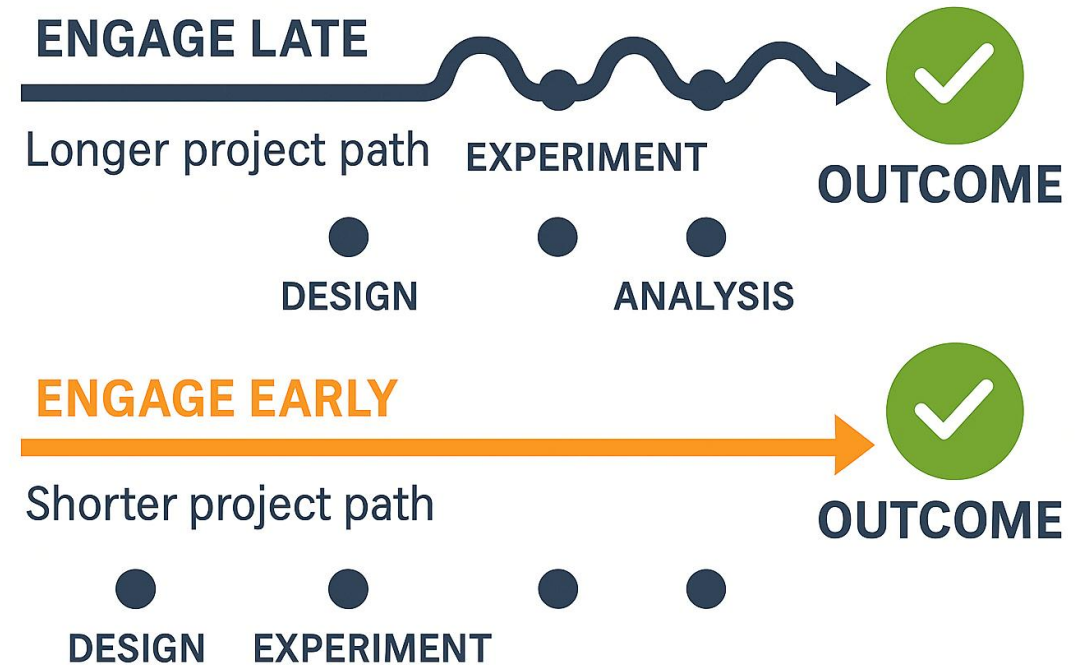 ENGAGE LATE
Longer project path
EXPERIMENT
OUTCOME
DESIGN
ANALYSIS
ENGAGE EARLY
Shorter project path
OUTCOME
DESIGN
EXPERIMENT